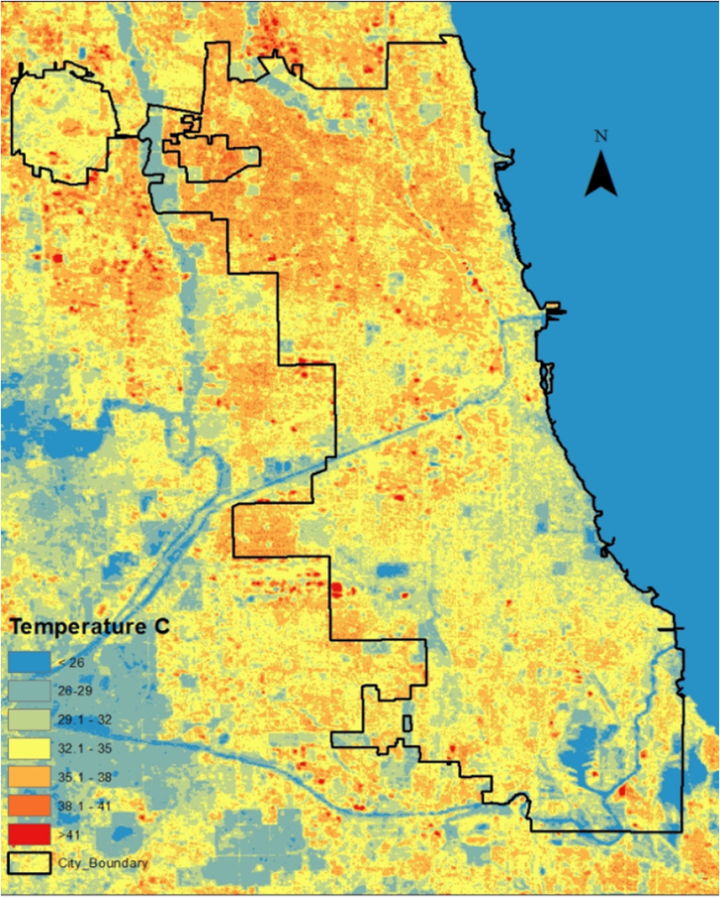 N
Temperature C
< 26
26-29
29.1 - 32
32.1 - 35
35.1 - 38
38.1 - 41
>41
City_Boundary